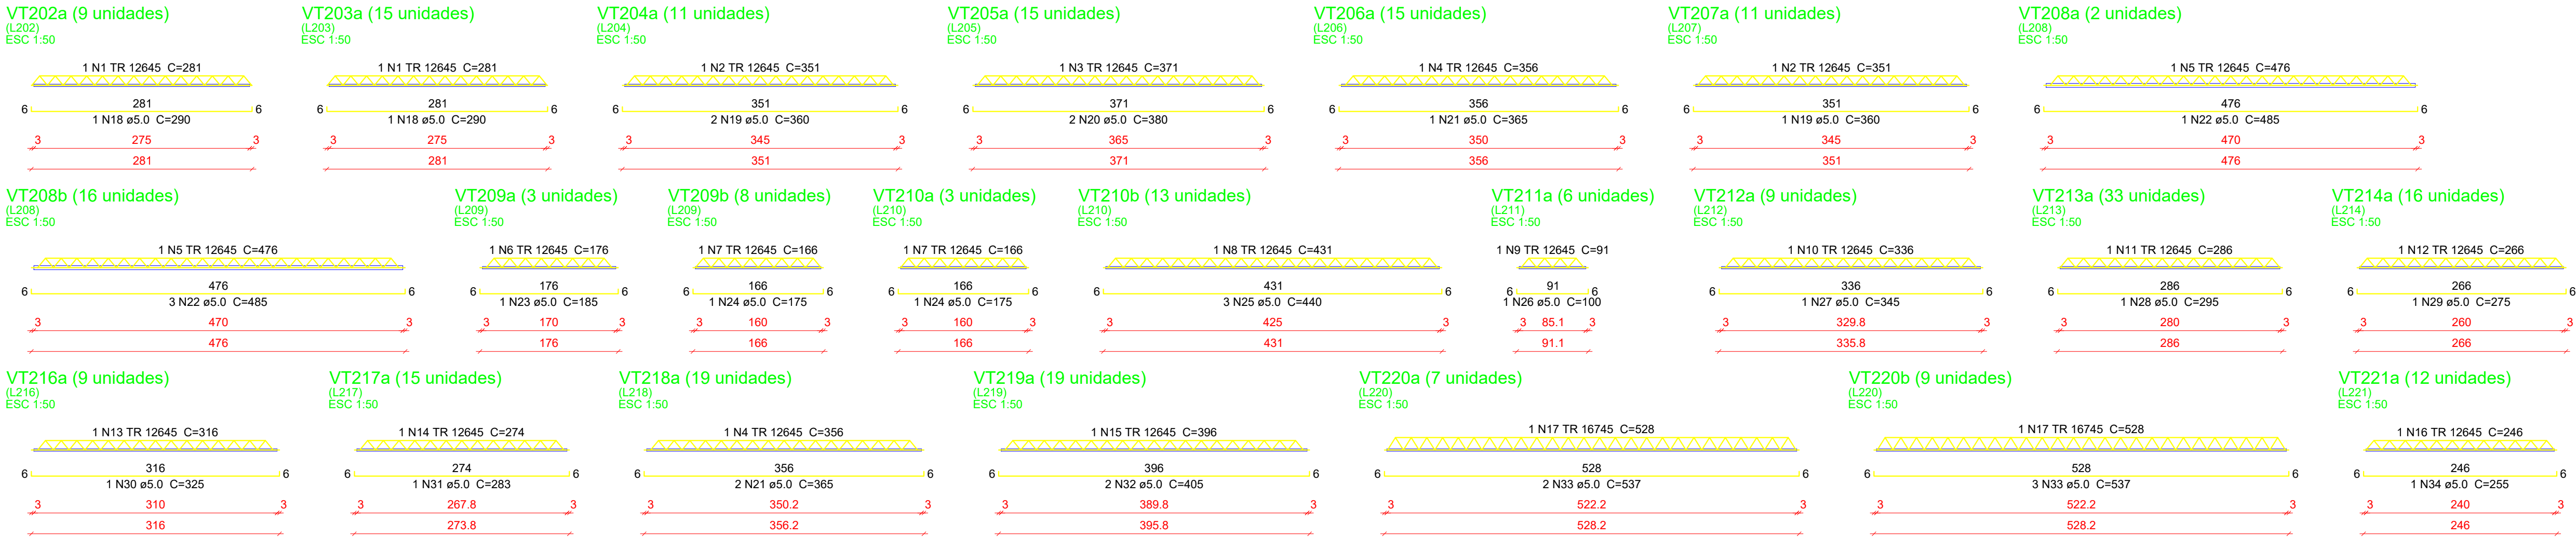 VT202a (9 unidades)
(L202)
ESC 1:50
1 N1 TR 12645 C=281
281
6 6
1 N18 ø5.0 C=290
3 275 3
281
VT203a (15 unidades)
(L203)
ESC 1:50
1 N1 TR 12645 C=281
281
6 6
1 N18 ø5.0 C=290
3 275 3
281
VT204a (11 unidades)
(L204)
ESC 1:50
1 N2 TR 12645 C=351
351
6 6
2 N19 ø5.0 C=360
3 345 3
351
VT205a (15 unidades)
(L205)
ESC 1:50
1 N3 TR 12645 C=371
371
6 6
2 N20 ø5.0 C=380
3 365 3
371
VT206a (15 unidades)
(L206)
ESC 1:50
1 N4 TR 12645 C=356
356
6 6
1 N21 ø5.0 C=365
3 350 3
356
VT207a (11 unidades)
(L207)
ESC 1:50
1 N2 TR 12645 C=351
351
6 6
1 N19 ø5.0 C=360
3 345 3
351
VT208a (2 unidades)
(L208)
ESC 1:50
1 N5 TR 12645 C=476
476
6 6
1 N22 ø5.0 C=485
3 470 3
476
VT208b (16 unidades)
(L208)
ESC 1:50
1 N5 TR 12645 C=476
476
6 6
3 N22 ø5.0 C=485
3 470 3
476
VT209a (3 unidades)
(L209)
ESC 1:50
1 N6 TR 12645 C=176
176
6 6
1 N23 ø5.0 C=185
3 170 3
176
VT209b (8 unidades)
(L209)
ESC 1:50
1 N7 TR 12645 C=166
166
6 6
1 N24 ø5.0 C=175
3 160 3
166
VT210a (3 unidades)
(L210)
ESC 1:50
1 N7 TR 12645 C=166
166
6 6
1 N24 ø5.0 C=175
3 160 3
166
VT210b (13 unidades)
(L210)
ESC 1:50
1 N8 TR 12645 C=431
431
6 6
3 N25 ø5.0 C=440
3 425 3
431
VT211a (6 unidades)
(L211)
ESC 1:50
1 N9 TR 12645 C=91
91
6 6
1 N26 ø5.0 C=100
3 85.1 3
91.1
VT212a (9 unidades)
(L212)
ESC 1:50
1 N10 TR 12645 C=336
336
6 6
1 N27 ø5.0 C=345
3 329.8 3
335.8
VT213a (33 unidades)
(L213)
ESC 1:50
1 N11 TR 12645 C=286
286
6 6
1 N28 ø5.0 C=295
3 280 3
286
VT214a (16 unidades)
(L214)
ESC 1:50
1 N12 TR 12645 C=266
266
6 6
1 N29 ø5.0 C=275
3 260 3
266
VT216a (9 unidades)
(L216)
ESC 1:50
1 N13 TR 12645 C=316
316
6 6
1 N30 ø5.0 C=325
3 310 3
316
VT217a (15 unidades)
(L217)
ESC 1:50
1 N14 TR 12645 C=274
274
6 6
1 N31 ø5.0 C=283
3 267.8 3
273.8
VT218a (19 unidades)
(L218)
ESC 1:50
1 N4 TR 12645 C=356
356
6 6
2 N21 ø5.0 C=365
3 350.2 3
356.2
VT219a (19 unidades)
(L219)
ESC 1:50
1 N15 TR 12645 C=396
396
6 6
2 N32 ø5.0 C=405
3 389.8 3
395.8
VT220a (7 unidades)
(L220)
ESC 1:50
1 N17 TR 16745 C=528
528
6 6
2 N33 ø5.0 C=537
3 522.2 3
528.2
VT220b (9 unidades)
(L220)
ESC 1:50
1 N17 TR 16745 C=528
528
6 6
3 N33 ø5.0 C=537
3 522.2 3
528.2
VT221a (12 unidades)
(L221)
ESC 1:50
1 N16 TR 12645 C=246
246
6 6
1 N34 ø5.0 C=255
3 240 3
246